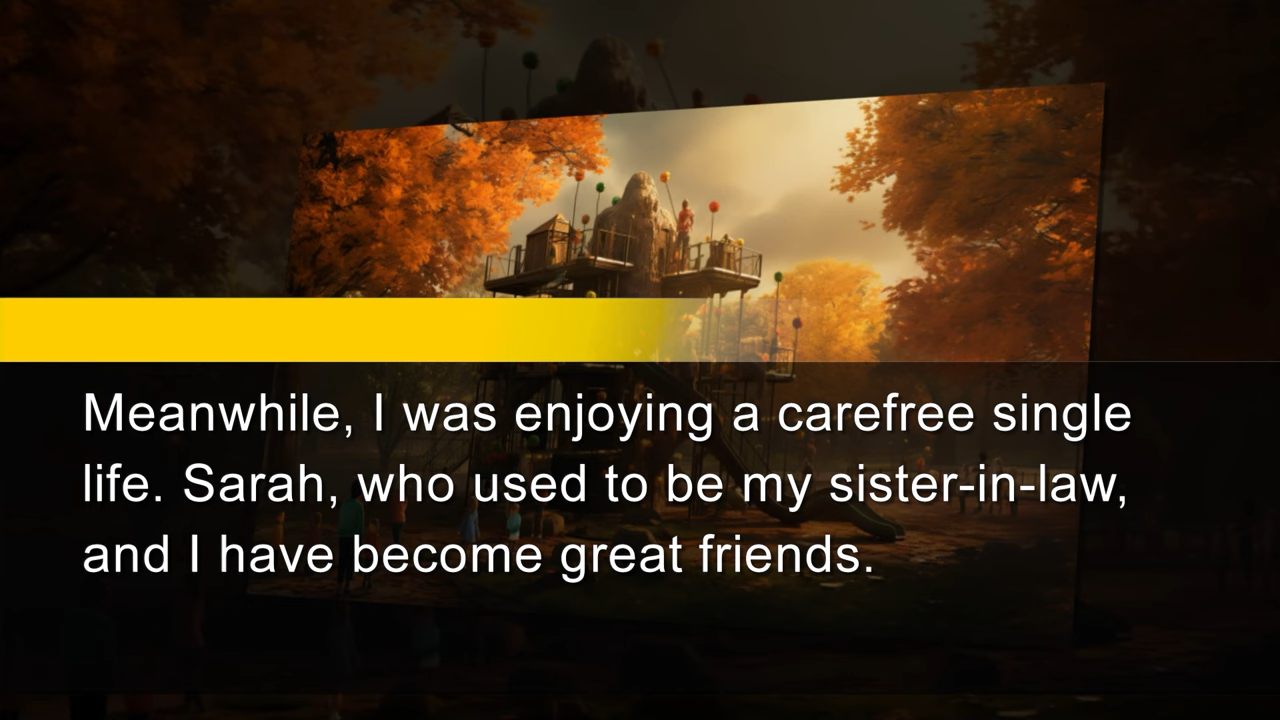 Meanwhile, I was enjoying a carefree single
life. Sarah, who used to be my sister-in-law,
and I have become great friends.